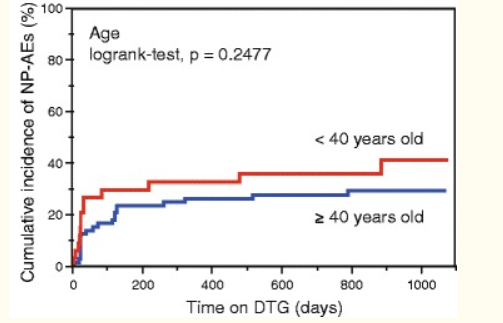 Cumulative incidence of NP-AEs (%)
100
80
60
40
20
0
Age
logrank-test, p = 0.2477
< 40 years old
≥ 40 years old
0 200 400 600 800 1000
Time on DTG (days)